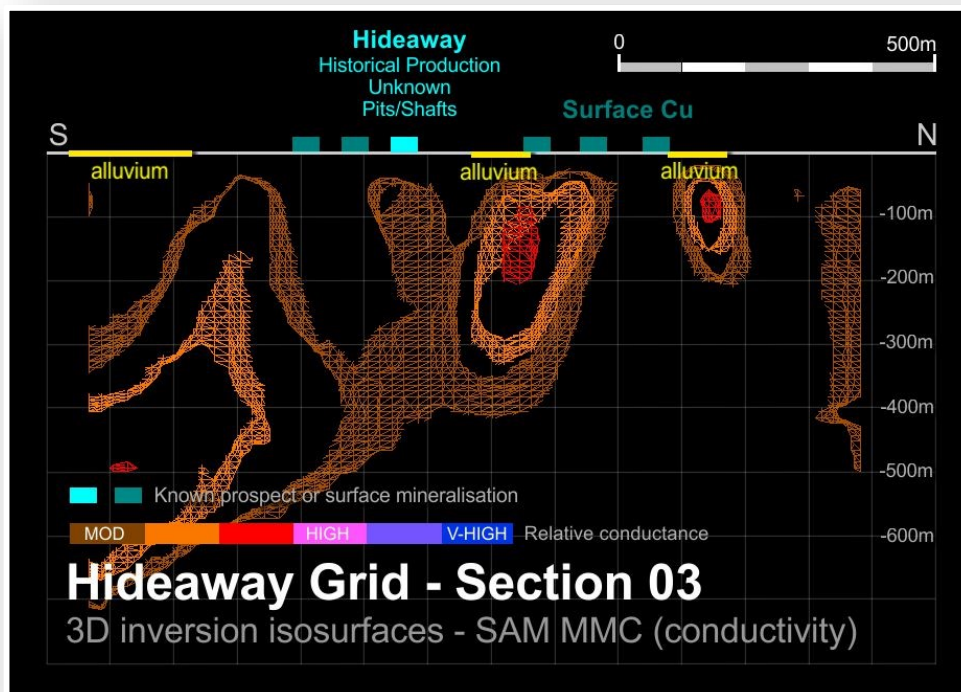 Hideaway
Historical Production
Unknown
Pits/Shafts
0
500m
Surface Cu
S
N
alluvium
alluvium
alluvium
-100m
-200m
-300m
-400m
-500m
Known prospect or surface mineralisation
MOD
HIGH
V-HIGH
Relative conductance
-600m
Hideaway Grid - Section 03
3D inversion isosurfaces - SAM MMC (conductivity)